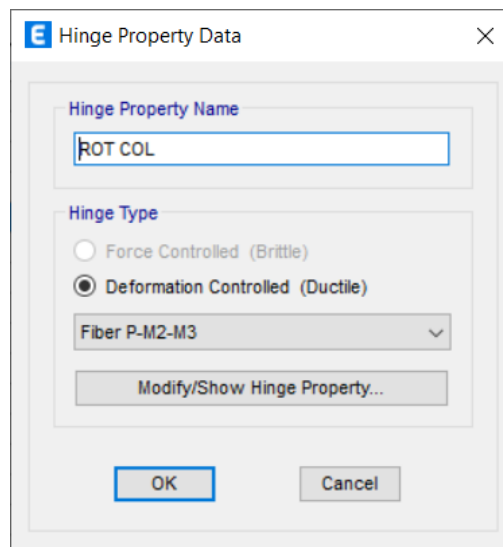 E Hinge Property Data
Hinge Property Name
ROT COL
Hinge Type
Force Controlled (Brittle)
Deformation Controlled (Ductile)
Fiber P-M2-M3
Modify/Show Hinge Property...
OK Cancel